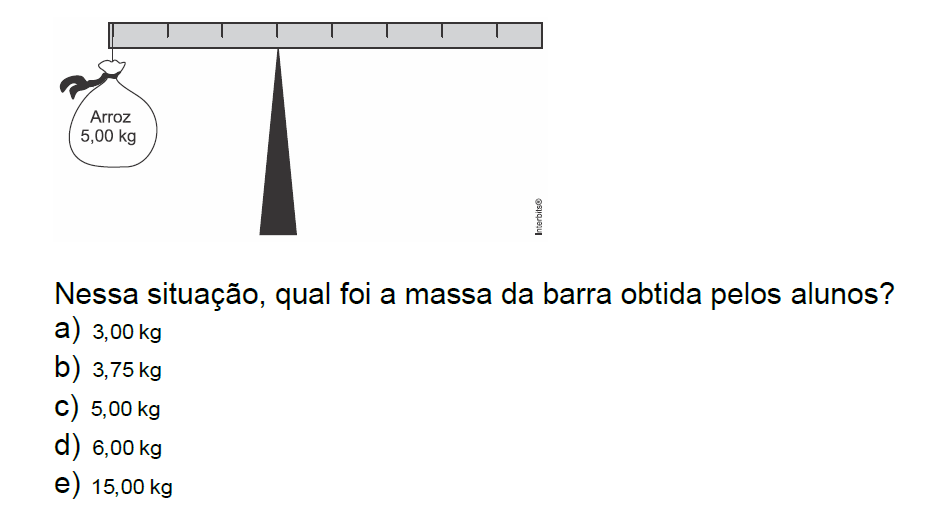 Arroz
5,00 kg
Interbits®
Nessa situação, qual foi a massa da barra obtida pelos alunos?
a) 3,00 kg
b) 3,75 kg
c) 5,00 kg
d) 6,00 kg
e) 15,00 kg